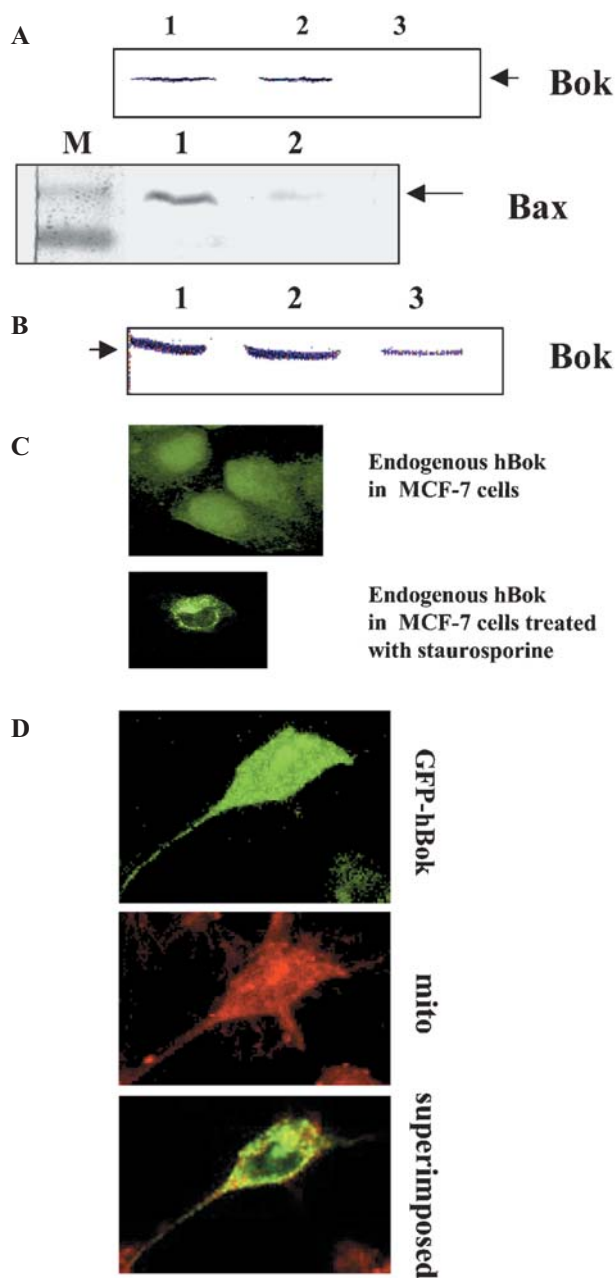 A
1 2 3
Bok
M 1 2
Bax
B
1 2 3
Bok
C
Endogenous hBok
in MCF-7 cells
Endogenous hBok
in MCF-7 cells treated
with staurosporine
D
GFP-hBok
mito
superimposed